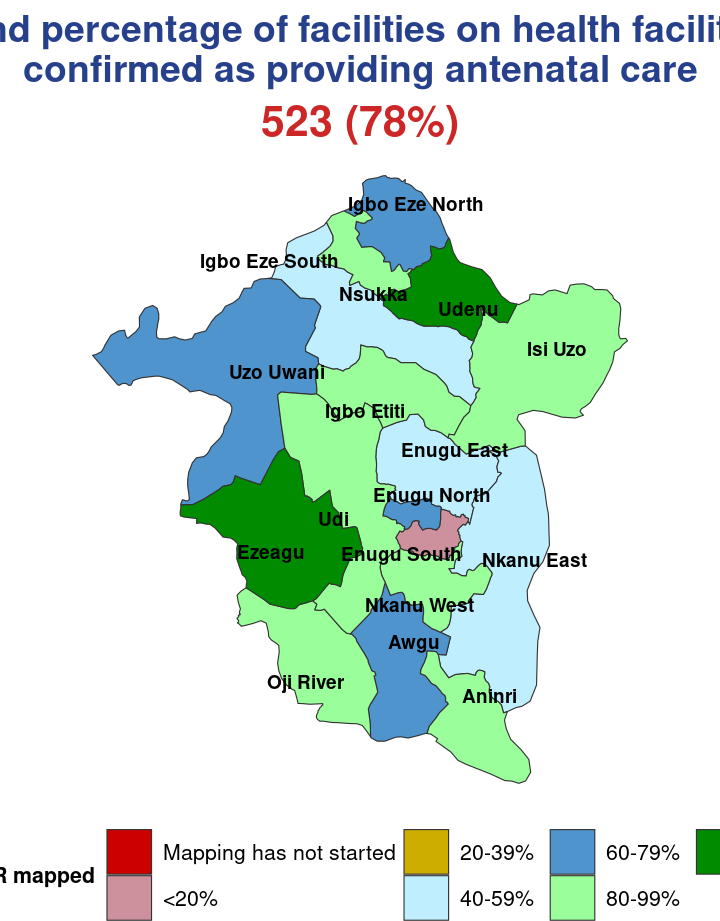 nd percentage of facilities on health facilit
confirmed as providing antenatal care
523 (78%)
Igbo Eze North
Igbo Eze South
Nsukka
Udenu
Isi Uzo
Uzo Uwani
Igbo Etiti
Enugu East
Enugu North
Udi
Ezeagu
Enugu South
Nkanu East
Nkanu West
Awgu
Oji River
Aninri
R mapped
Mapping has not started
20-39%
60-79%
<20%
40-59%
80-99%